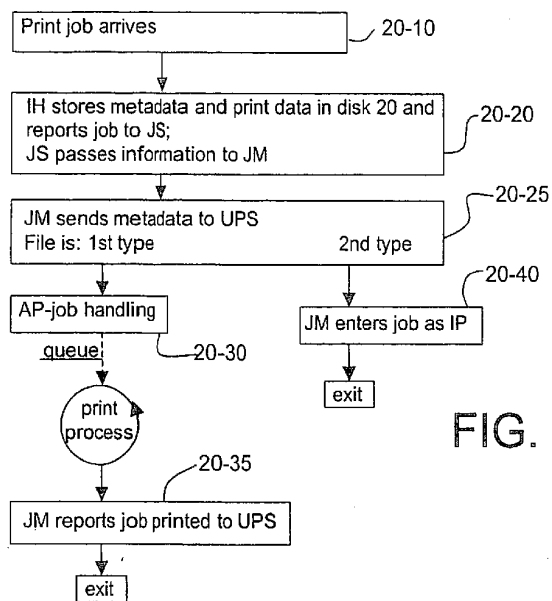 Print job arrives
20-10
IH stores metadata and print data in disk 20 and
reports job to JS;
JS passes information to JM
20-20
20-25
JM sends metadata to UPS
File is: 1st type 2nd type
20-40
AP-job handling
JM enters job as IP
queue
20-30
exit
print
process
FIG.
20-35
JM reports job printed to UPS
exit